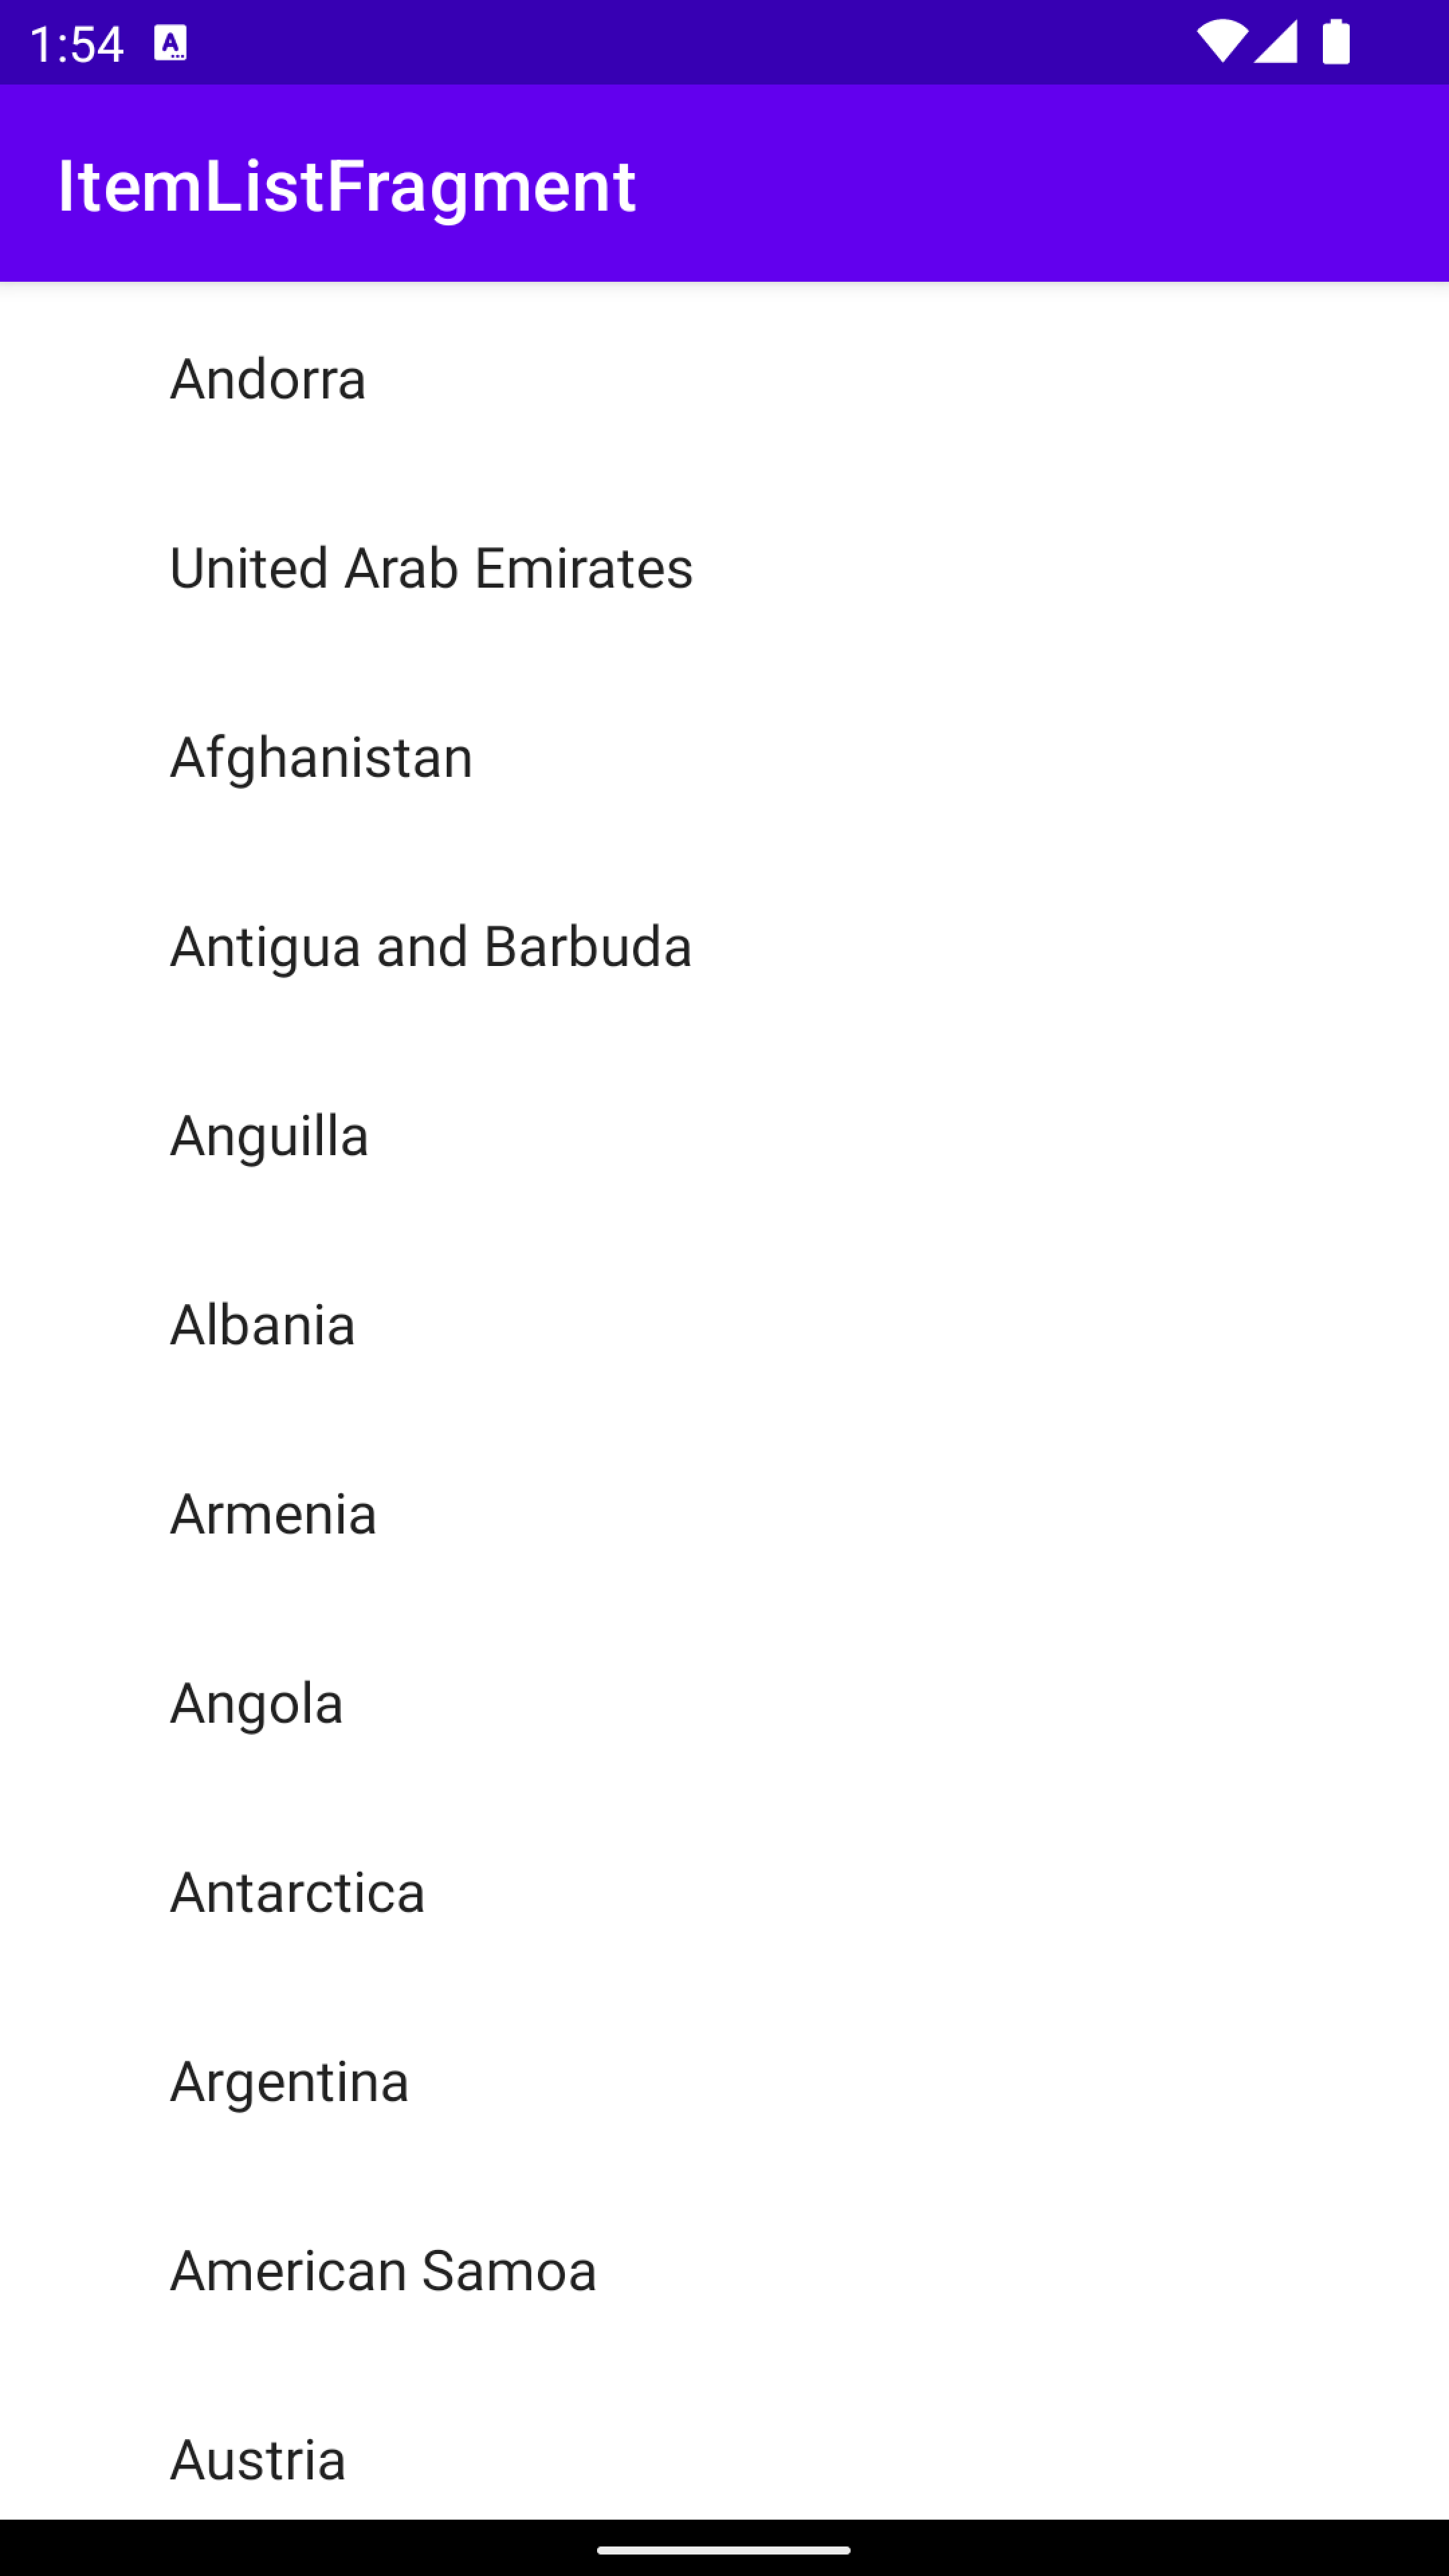 1:54
ItemListFragment
Andorra
United Arab Emirates
Afghanistan
Antigua and Barbuda
Anguilla
Albania
Armenia
Angola
Antarctica
Argentina
American Samoa
Austria